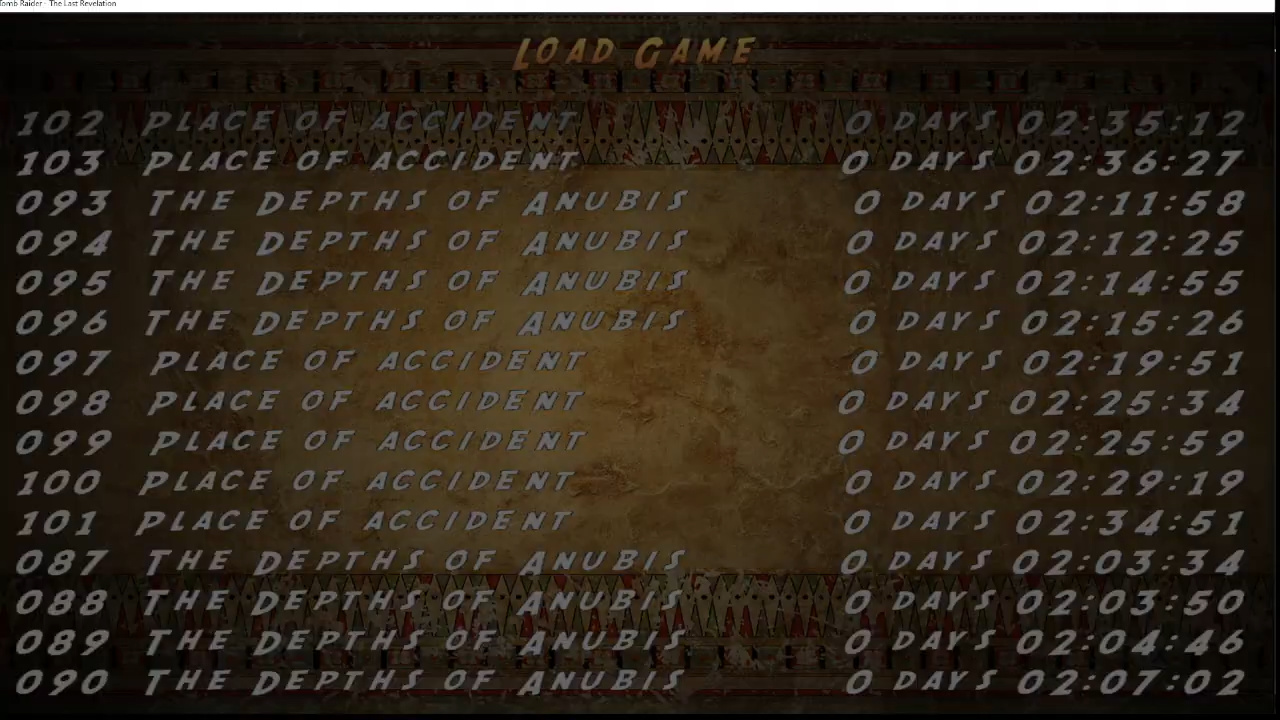 Tomb Raider - The Last Revelation
Load Game
102 Place of accident 0 days 02:35:12
103 Place of accident 0 days 02:36:27
093 The Depths of Anubis 0 days 02:11:58
094 The Depths of Anubis 0 days 02:12:25
095 The Depths of Anubis 0 days 02:14:55
096 The Depths of Anubis 0 days 02:15:26
097 Place of accident 0 days 02:19:51
098 Place of accident 0 days 02:25:34
099 Place of accident 0 days 02:25:59
100 Place of accident 0 days 02:29:19
101 Place of accident 0 days 02:34:51
087 The Depths of Anubis 0 days 02:03:34
088 The Depths of Anubis 0 days 02:03:50
089 The Depths of Anubis 0 days 02:04:46
090 The Depths of Anubis 0 days 02:07:02